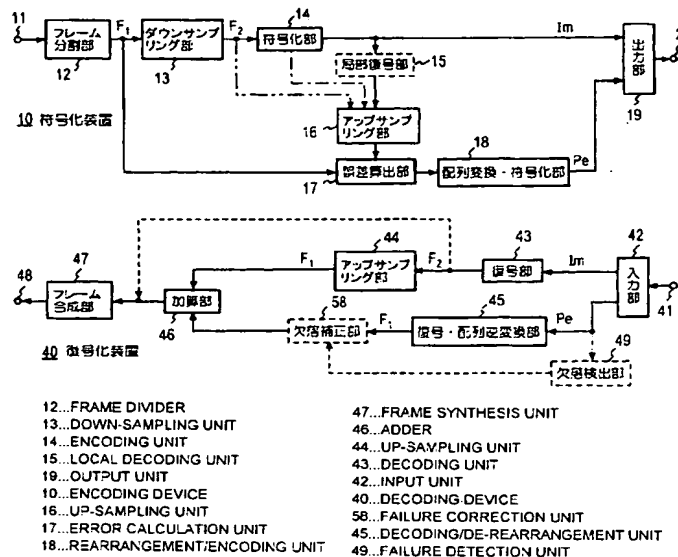 11
フレーム
分割部
12
F₁
ダウンサンプ
リング部
13
F₂
14
符号化部
Im
局部復号部
15
出力部
19
16
アップサンプ
リング部
10 符号化装置
17
誤差算出部
18
配列変換・符号化部
Pe
47
48
フレーム
合成部
加算部
46
F₁
44
アップサンプ
リング部
F₂
43
復号部
Im
42
入力部
41
58
欠落補正部
F₁
45
復号・配列逆変換部
Pe
49
欠落検出部
40 復号化装置
12...FRAME DIVIDER
13...DOWN-SAMPLING UNIT
14...ENCODING UNIT
15...LOCAL DECODING UNIT
19...OUTPUT UNIT
10...ENCODING DEVICE
16...UP-SAMPLING UNIT
17...ERROR CALCULATION UNIT
18...REARRANGEMENT/ENCODING UNIT
47...FRAME SYNTHESIS UNIT
46...ADDER
44...UP-SAMPLING UNIT
43...DECODING UNIT
42...INPUT UNIT
40...DECODING DEVICE
58...FAILURE CORRECTION UNIT
45...DECODING/DE-REARRANGEMENT UNIT
49...FAILURE DETECTION UNIT